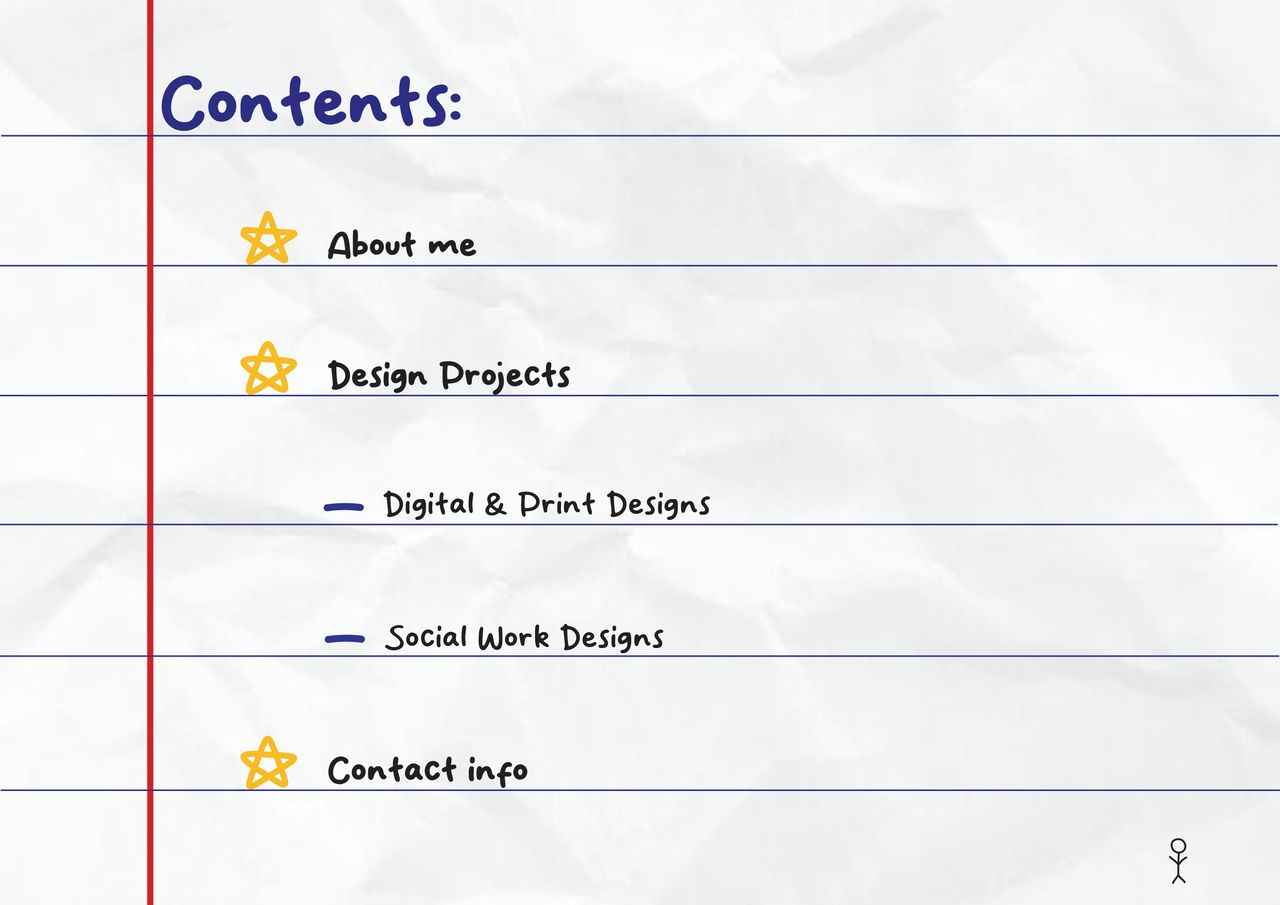 Contents:
About me
Design Projects
Digital & Print Designs
Social Work Designs
Contact info